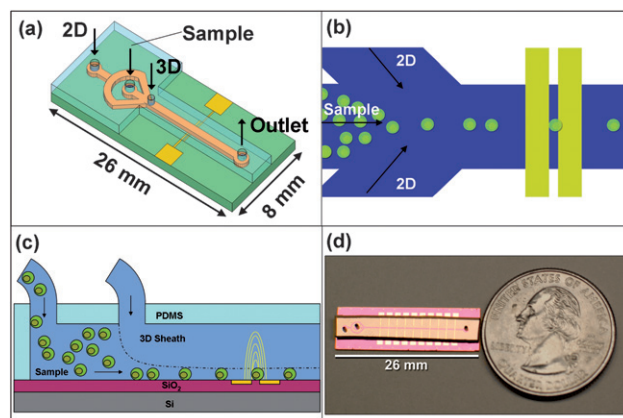 (a)
2D
Sample
3D
Outlet
26 mm
8 mm
(b)
2D
Sample
2D
(c)
PDMS
3D Sheath
Sample
SiO₂
Si
(d)
26 mm
LIBERTY